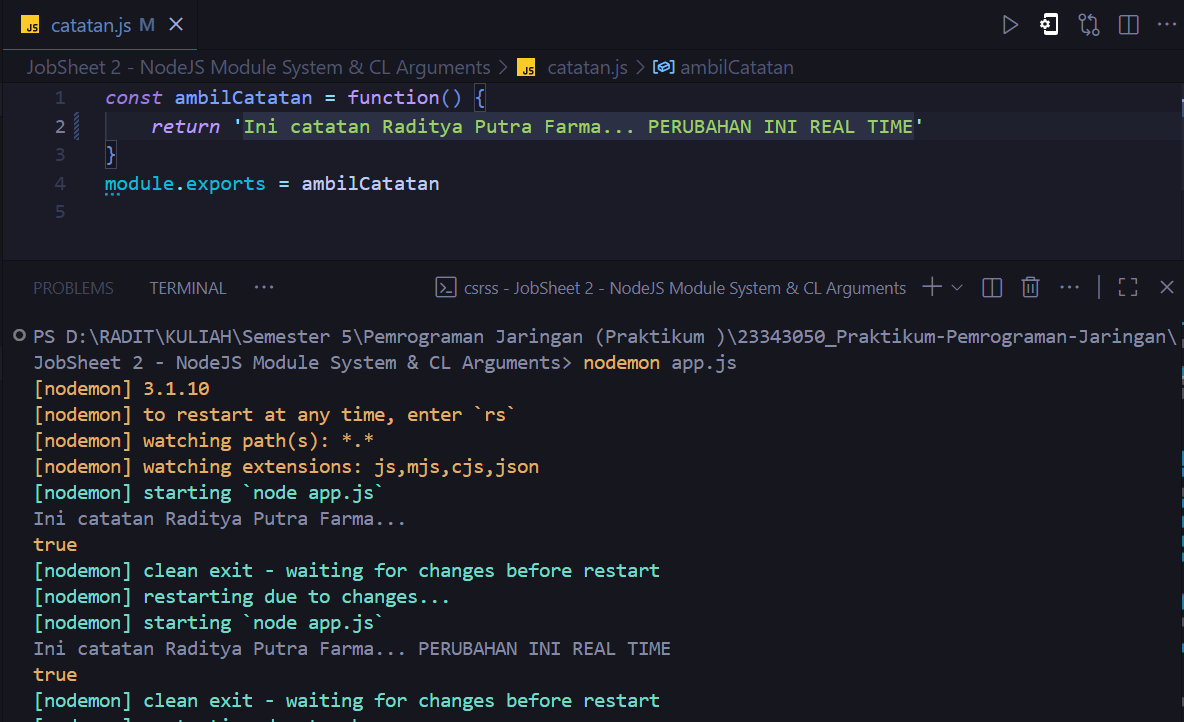 JS catatan.js M
JobSheet 2 - NodeJS Module System & CL Arguments > JS catatan.js > ambilCatatan
1 const ambilCatatan = function() {
2 return 'Ini catatan Raditya Putra Farma... PERUBAHAN INI REAL TIME'
3 }
4 module.exports = ambilCatatan
5
PROBLEMS TERMINAL ... csrss - JobSheet 2 - NodeJS Module System & CL Arguments
PS D:\RADIT\KULIAH\Semester 5\Pemrograman Jaringan (Praktikum )\23343050_Praktikum-Pemrograman-Jaringan\
JobSheet 2 - NodeJS Module System & CL Arguments> nodemon app.js
[nodemon] 3.1.10
[nodemon] to restart at any time, enter `rs`
[nodemon] watching path(s): *.*
[nodemon] watching extensions: js,mjs,cjs,json
[nodemon] starting `node app.js`
Ini catatan Raditya Putra Farma...
true
[nodemon] clean exit - waiting for changes before restart
[nodemon] restarting due to changes...
[nodemon] starting `node app.js`
Ini catatan Raditya Putra Farma... PERUBAHAN INI REAL TIME
true
[nodemon] clean exit - waiting for changes before restart